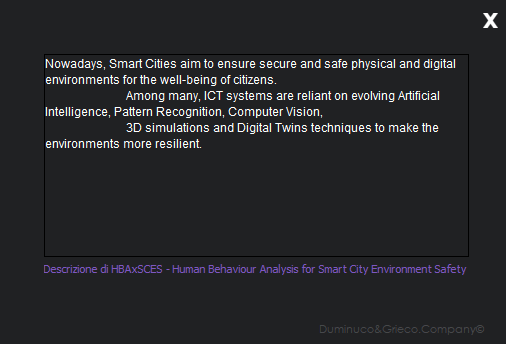 X
Nowadays, Smart Cities aim to ensure secure and safe physical and digital
environments for the well-being of citizens.
Among many, ICT systems are reliant on evolving Artificial
Intelligence, Pattern Recognition, Computer Vision,
3D simulations and Digital Twins techniques to make the
environments more resilient.
Descrizione di HBAxSCES - Human Behaviour Analysis for Smart City Environment Safety
Duminuco&Grieco.Company©